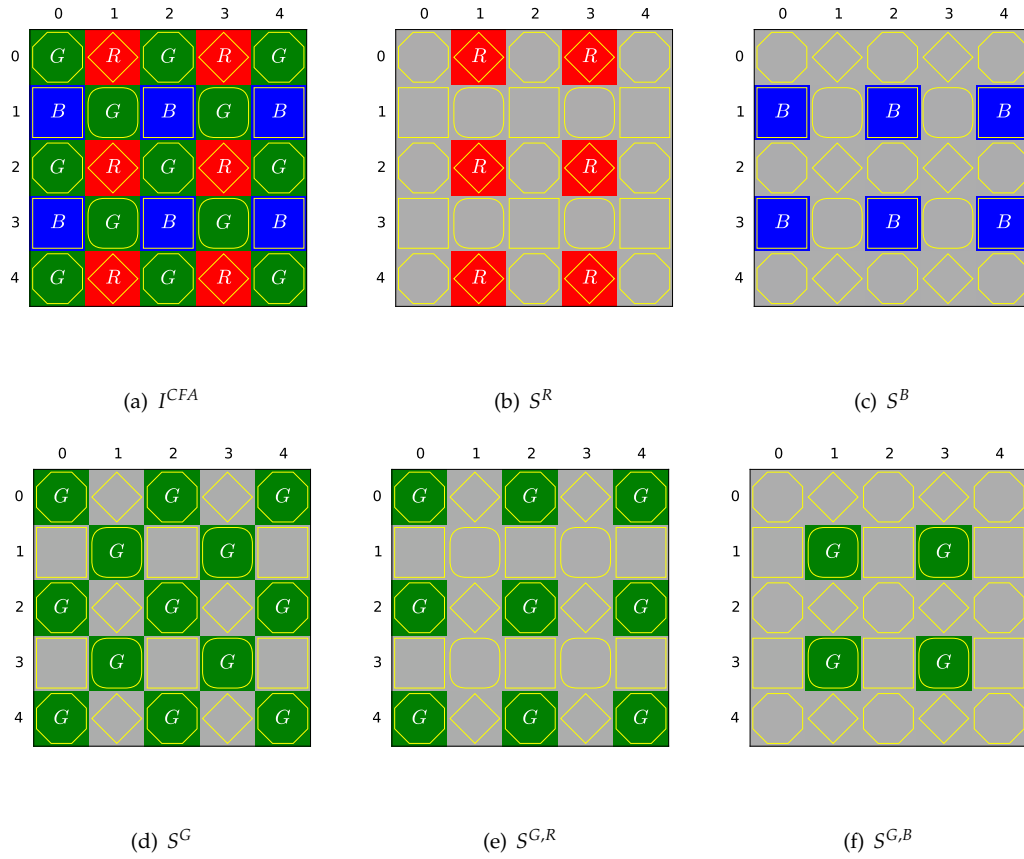 0 1 2 3 4 0 1 2 3 4 0 1 2 3 4
0 G R G R G 0 R R 0
1 B G B G B 1 1 B B B
2 G R G R G 2 R R 2
3 B G B G B 3 3 B B B
4 G R G R G 4 R R 4
(a) I^{CFA} (b) S^R (c) S^B
0 1 2 3 4 0 1 2 3 4 0 1 2 3 4
0 G G G 0 G G G 0
1 G G 1 1 G G
2 G G G 2 G G G 2
3 G G 3 3 G G
4 G G G 4 G G G 4
(d) S^G (e) S^{G,R} (f) S^{G,B}